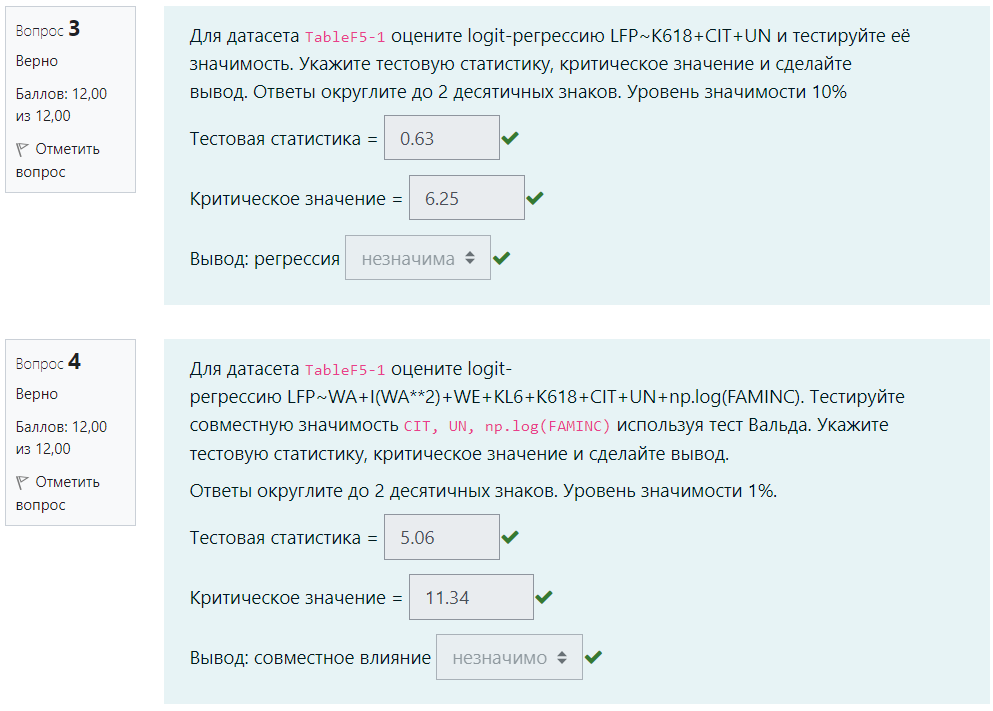 Вопрос 3
Верно
Баллов: 12,00
из 12,00
Отметить
вопрос
Для датасета TableF5-1 оцените logit-регрессию LFP~K618+CIT+UN и тестируйте её
значимость. Укажите тестовую статистику, критическое значение и сделайте
вывод. Ответы округлите до 2 десятичных знаков. Уровень значимости 10%
Тестовая статистика = 0.63
Критическое значение = 6.25
Вывод: регрессия незначима
Вопрос 4
Верно
Баллов: 12,00
из 12,00
Отметить
вопрос
Для датасета TableF5-1 оцените logit-
регрессию LFP~WA+I(WA**2)+WE+KL6+K618+CIT+UN+np.log(FAMINC). Тестируйте
совместную значимость CIT, UN, np.log(FAMINC) используя тест Вальда. Укажите
тестовую статистику, критическое значение и сделайте вывод.
Ответы округлите до 2 десятичных знаков. Уровень значимости 1%.
Тестовая статистика = 5.06
Критическое значение = 11.34
Вывод: совместное влияние незначимо